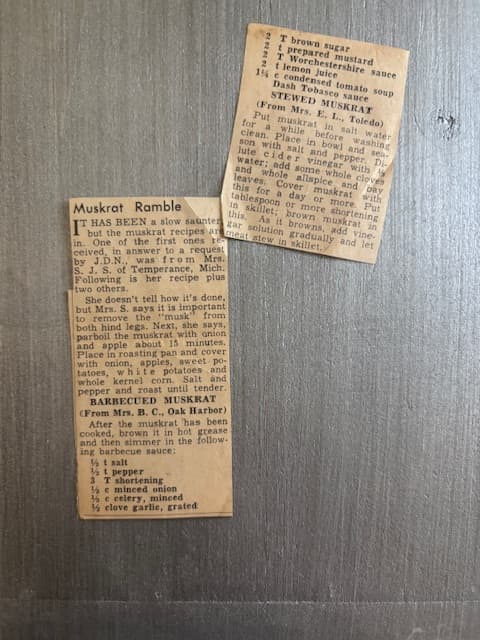 Muskrat Ramble
IT HAS BEEN a slow saunter,
but the muskrat recipes are
in. One of the first ones re-
ceived, in answer to a request
by J.D.N., was from Mrs.
S. J. S. of Temperance, Mich.
Following is her recipe plus
two others.
She doesn't tell how it's done,
but Mrs. S. says it is important
to remove the "musk" from
both hind legs. Next, she says,
parboil the muskrat with onion
and apple about 15 minutes.
Place in roasting pan and cover
with onion, apples, sweet po-
tatoes, white potatoes and
whole kernel corn. Salt and
pepper and roast until tender.
BARBECUED MUSKRAT
(From Mrs. B. C., Oak Harbor)
After the muskrat has been
cooked, brown it in hot grease
and then simmer in the follow-
ing barbecue sauce:
½ t salt
½ t pepper
3 T shortening
½ c minced onion
½ c celery, minced
½ clove garlic, grated
2 T brown sugar
2 t prepared mustard
2 T Worchestershire sauce
2 t lemon juice
1¼ c condensed tomato soup
Dash Tobasco sauce
STEWED MUSKRAT
(From Mrs. E. L., Toledo)
Put muskrat in salt water
for a while before washing
clean. Place in bowl and sea-
son with salt and pepper. Di-
lute cider vinegar with ½
water; add some whole cloves
and whole allspice and bay
leaves. Cover muskrat with
this for a day or more. Put
tablespoon or more shortening
in skillet; brown muskrat in
this. As it browns, add vine-
gar solution gradually and let
meat stew in skillet.